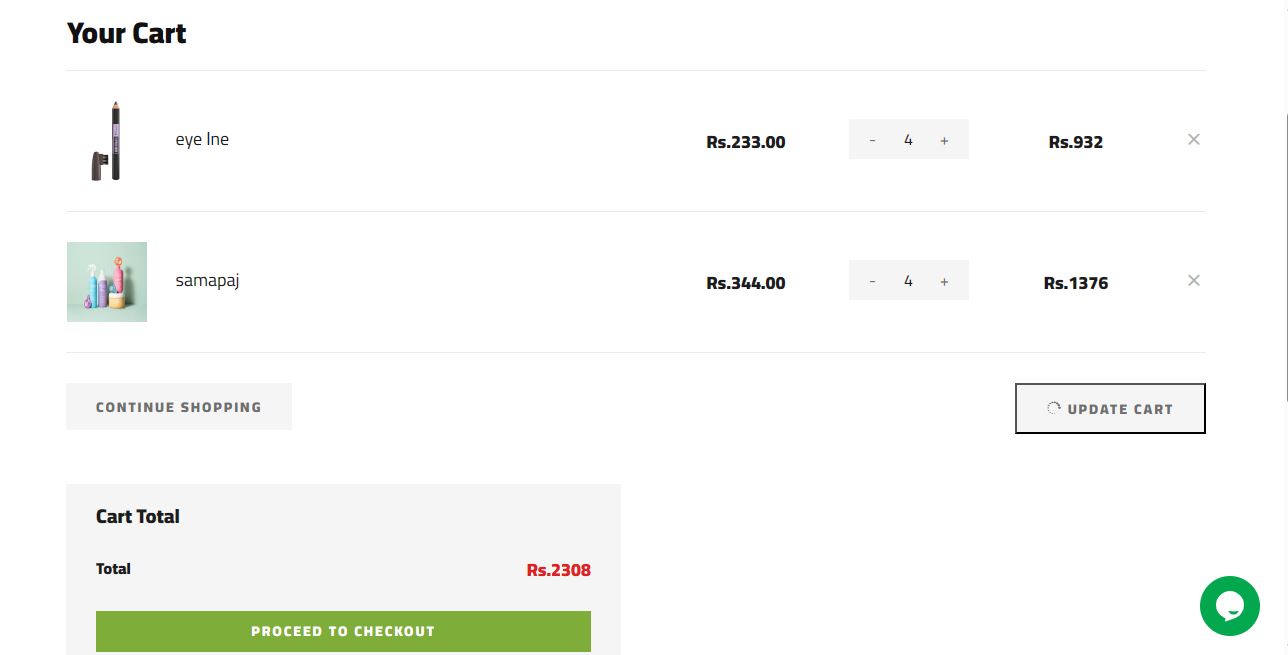 Your Cart
eye lne Rs.233.00 - 4 + Rs.932 ×
samapaj Rs.344.00 - 4 + Rs.1376 ×
CONTINUE SHOPPING UPDATE CART
Cart Total
Total Rs.2308
PROCEED TO CHECKOUT